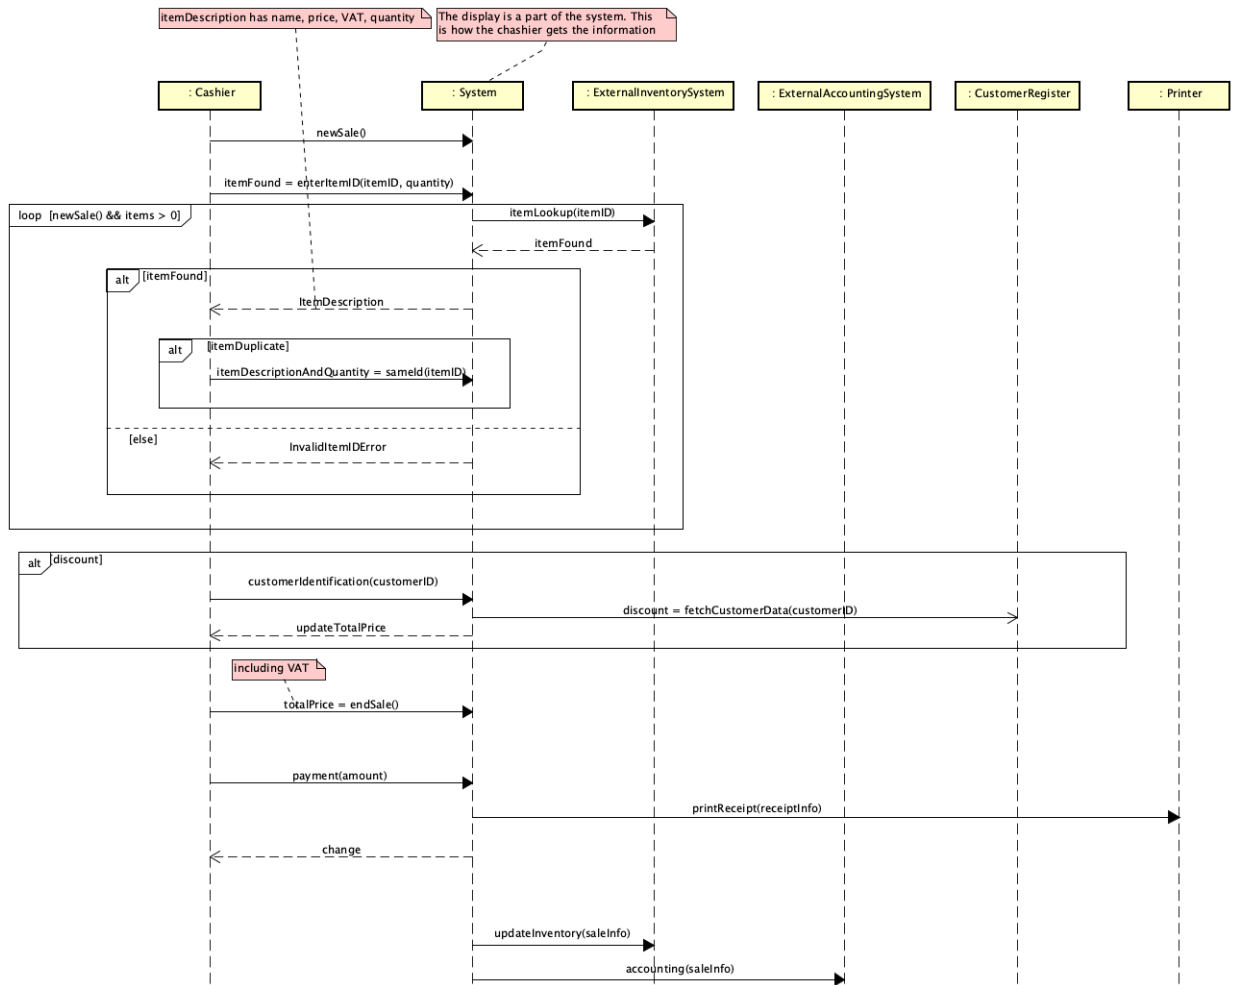 itemDescription has name, price, VAT, quantity
The display is a part of the system. This
is how the chashier gets the information
: Cashier
: System
: ExternalInventorySystem
: ExternalAccountingSystem
: CustomerRegister
: Printer
newSale()
itemFound = enterItemID(itemID, quantity)
loop [newSale() && items > 0]
itemLookup(itemID)
itemFound
alt [itemFound]
ItemDescription
alt [itemDuplicate]
itemDescriptionAndQuantity = sameId(itemID)
[else]
InvalidItemIDError
alt [discount]
customerIdentification(customerID)
discount = fetchCustomerData(customerID)
updateTotalPrice
including VAT
totalPrice = endSale()
payment(amount)
printReceipt(receiptInfo)
change
updateInventory(saleInfo)
accounting(saleInfo)